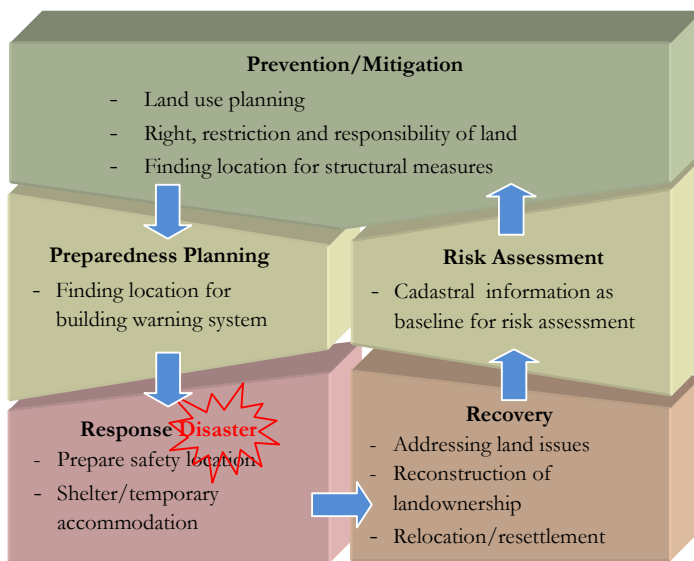 Prevention/Mitigation
- Land use planning
- Right, restriction and responsibility of land
- Finding location for structural measures
Preparedness Planning
- Finding location for
building warning system
Risk Assessment
- Cadastral information as
baseline for risk assessment
Response Disaster
- Prepare safety location
- Shelter/temporary
accommodation
Recovery
- Addressing land issues
- Reconstruction of
landownership
- Relocation/resettlement